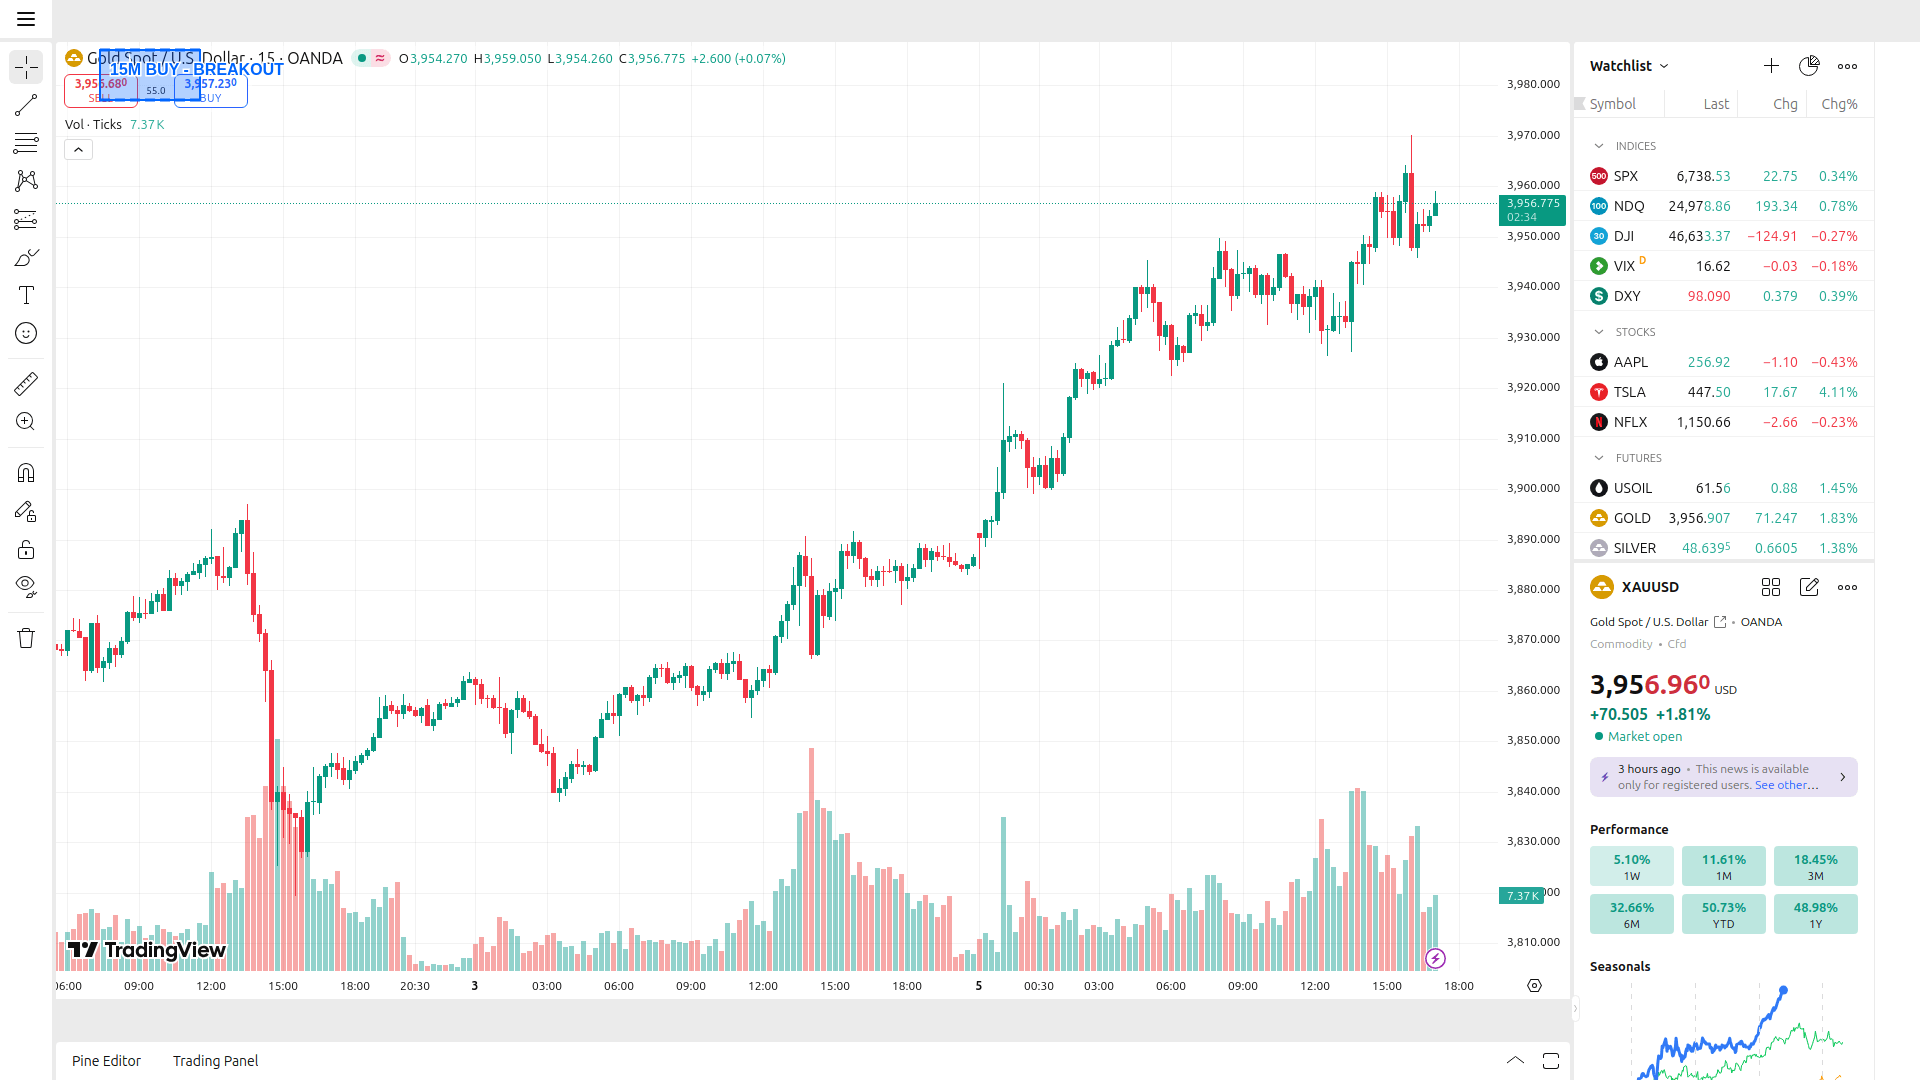 Gold Spot / U.S. Dollar · 15 · OANDA
O3,954.270 H3,959.050 L3,954.260 C3,956.775 +2.600 (+0.07%)
15M BUY - BREAKOUT
3,956.680
SELL
55.0
3,957.230
BUY
Vol · Ticks 7.37 K
3,980.000
3,970.000
3,960.000
3,956.775
02:34
3,950.000
3,940.000
3,930.000
3,920.000
3,910.000
3,900.000
3,890.000
3,880.000
3,870.000
3,860.000
3,850.000
3,840.000
3,830.000
7.37 K
3,810.000
TradingView
06:00 09:00 12:00 15:00 18:00 20:30 3 03:00 06:00 09:00 12:00 15:00 18:00 5 00:30 03:00 06:00 09:00 12:00 15:00 18:00
Pine Editor Trading Panel
Watchlist
Symbol Last Chg Chg%
INDICES
500 SPX 6,738.53 22.75 0.34%
100 NDQ 24,978.86 193.34 0.78%
30 DJI 46,633.37 −124.91 −0.27%
VIX D 16.62 −0.03 −0.18%
$ DXY 98.090 0.379 0.39%
STOCKS
AAPL 256.92 −1.10 −0.43%
TSLA 447.50 17.67 4.11%
NFLX 1,150.66 −2.66 −0.23%
FUTURES
USOIL 61.56 0.88 1.45%
GOLD 3,956.907 71.247 1.83%
SILVER 48.6395 0.6605 1.38%
XAUUSD
Gold Spot / U.S. Dollar • OANDA
Commodity • Cfd
3,956.960 USD
+70.505 +1.81%
Market open
3 hours ago • This news is available
only for registered users. See other...
Performance
5.10% 11.61% 18.45%
1W 1M 3M
32.66% 50.73% 48.98%
6M YTD 1Y
Seasonals